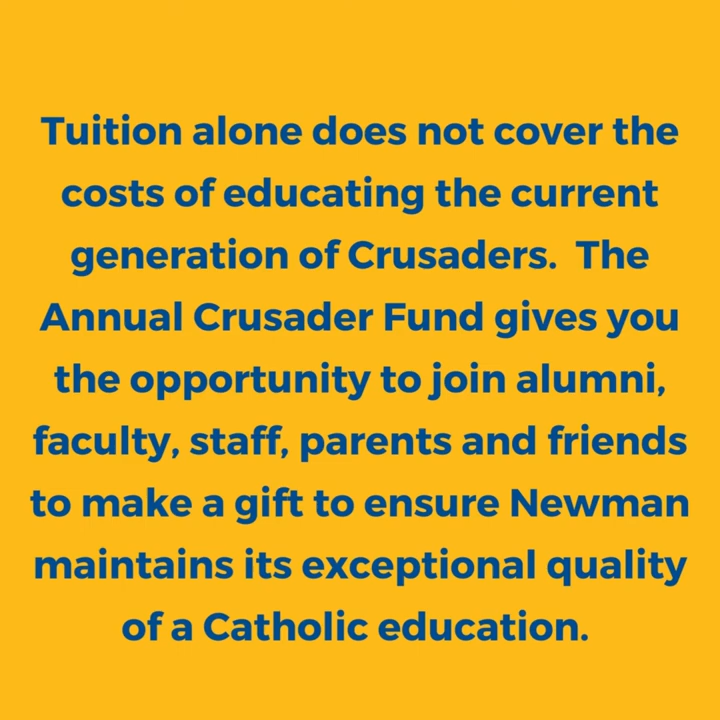 Tuition alone does not cover the
costs of educating the current
generation of Crusaders.  The
Annual Crusader Fund gives you
the opportunity to join alumni,
faculty, staff, parents and friends
to make a gift to ensure Newman
maintains its exceptional quality
of a Catholic education.